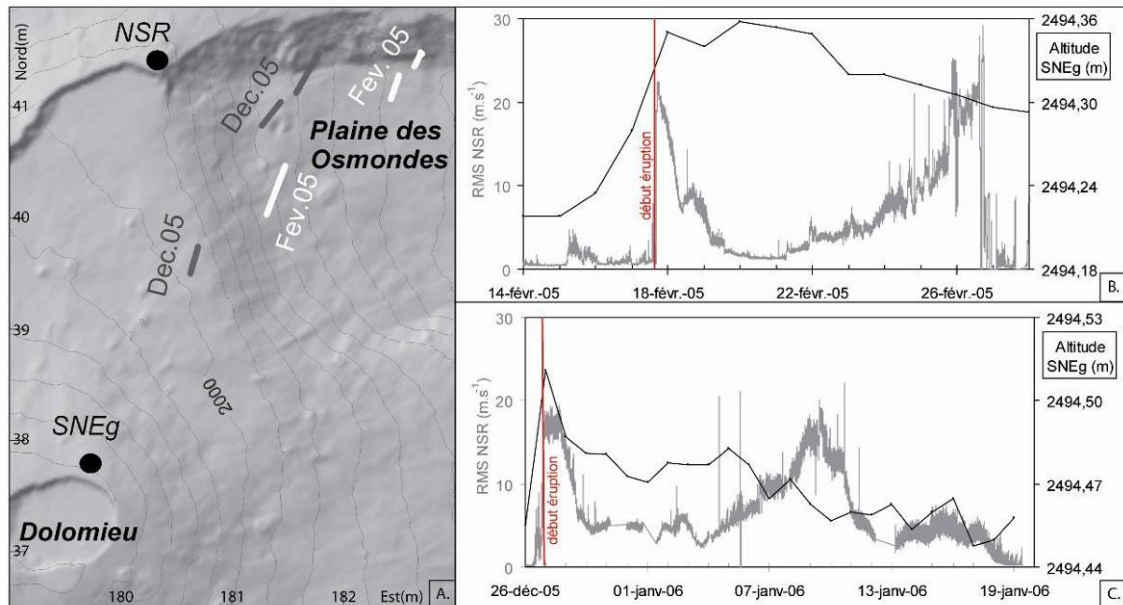 NSR
Nord(m)
41
40
39
38
37
Dec.05
Fev.05
Plaine des
Osmondes
Fev.05
Dec.05
2000
SNEg
Dolomieu
180
181
182
Est(m)
A.
30
20
10
0
RMS NSR (m.s-1)
début éruption
2494,36
2494,30
2494,24
2494,18
Altitude
SNEg (m)
14-févr.-05
18-févr.-05
22-févr.-05
26-févr.-05
B.
30
20
10
0
RMS NSR (m.s-1)
début éruption
2494,53
2494,50
2494,47
2494,44
Altitude
SNEg (m)
26-déc-05
01-janv-06
07-janv-06
13-janv-06
19-janv-06
C.